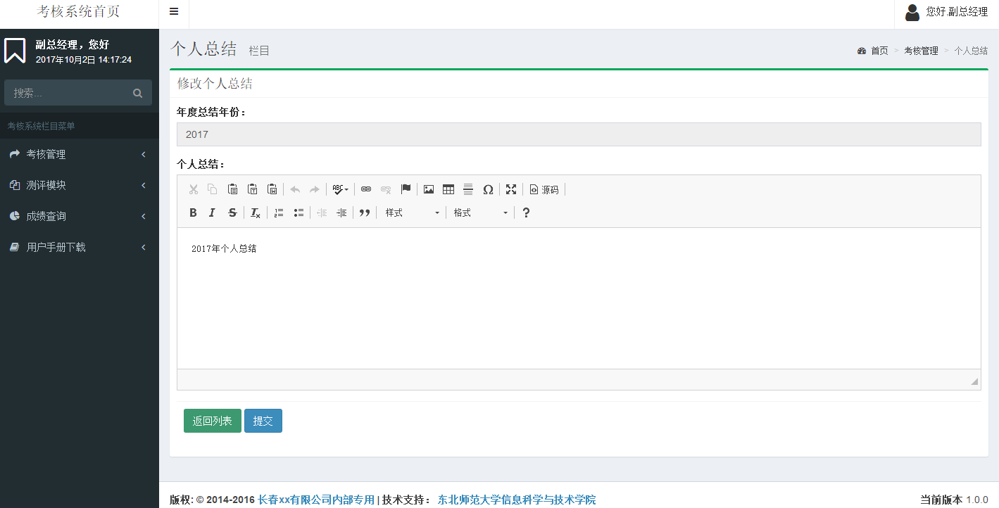 考核系统首页
您好,副总经理
副总经理，您好
2017年10月2日 14:17:24
搜索...
考核系统栏目菜单
考核管理
测评模块
成绩查询
用户手册下载
个人总结 栏目
首页 > 考核管理 > 个人总结
修改个人总结
年度总结年份：
2017
个人总结：
ABC 源码
B I S Tx 样式 格式 ?
2017年个人总结
返回列表 提交
版权: © 2014-2016 长春xx有限公司内部专用 | 技术支持： 东北师范大学信息科学与技术学院
当前版本 1.0.0